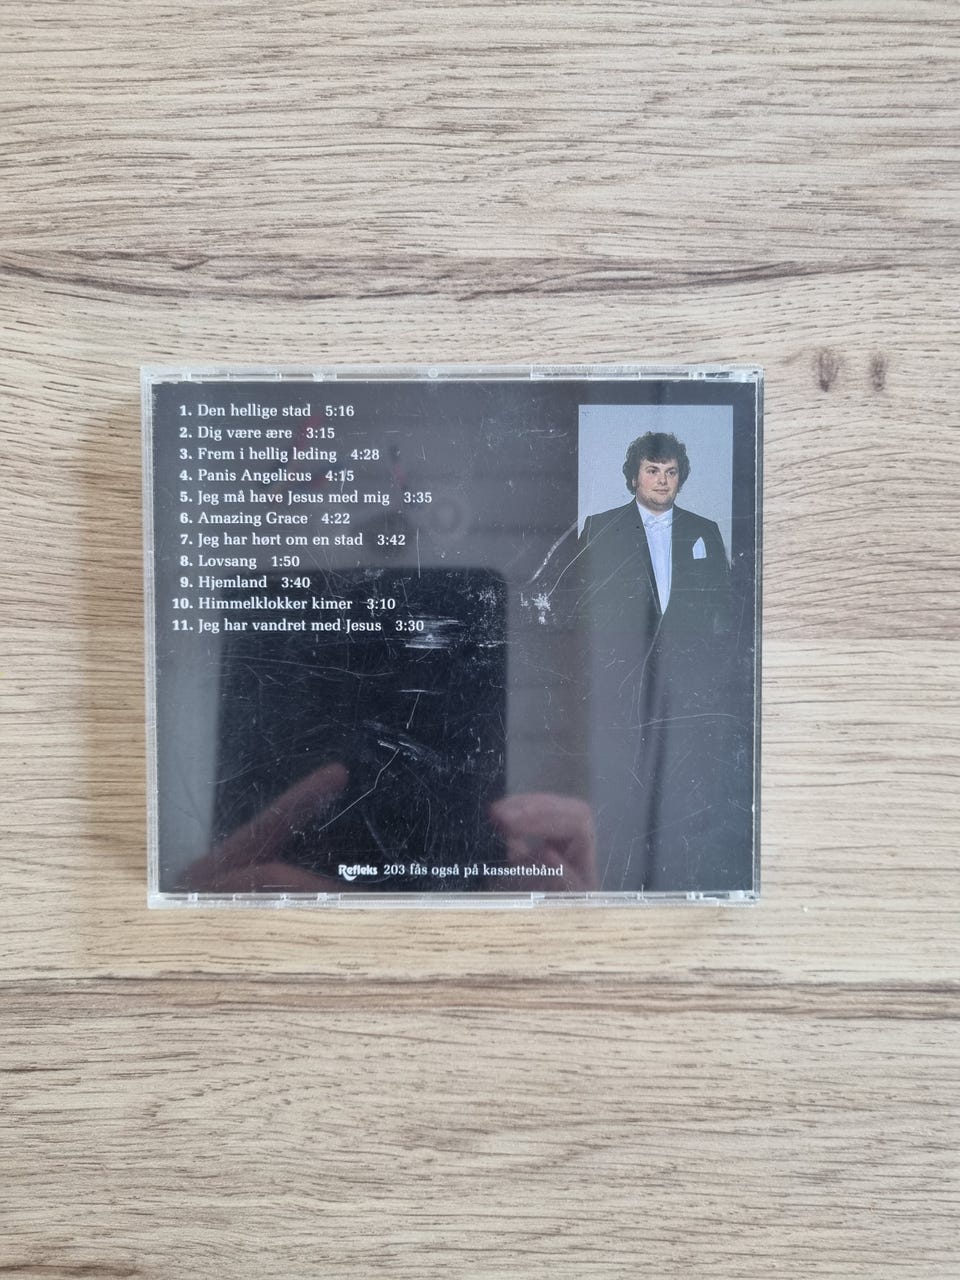 1. Den hellige stad 5:16
2. Dig være ære 3:15
3. Frem i hellig leding 4:28
4. Panis Angelicus 4:15
5. Jeg må have Jesus med mig 3:35
6. Amazing Grace 4:22
7. Jeg har hørt om en stad 3:42
8. Lovsang 1:50
9. Hjemland 3:40
10. Himmelklokker kimer 3:10
11. Jeg har vandret med Jesus 3:30
Refleks 203 fås også på kassettebånd